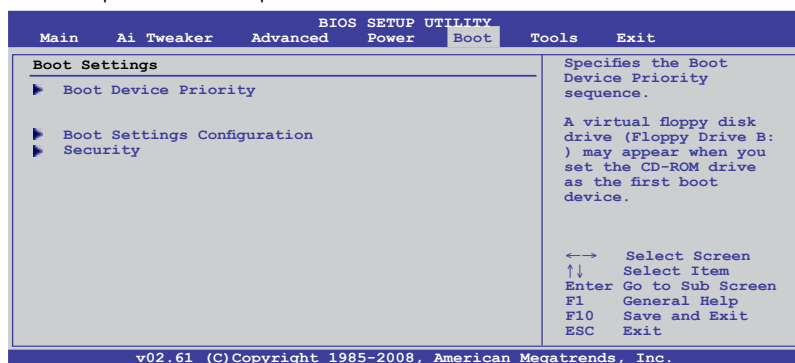 BIOS SETUP UTILITY
Main Ai Tweaker Advanced Power Boot Tools Exit
Boot Settings
Boot Device Priority
Boot Settings Configuration
Security
Specifies the Boot
Device Priority
sequence.
A virtual floppy disk
drive (Floppy Drive B:
) may appear when you
set the CD-ROM drive
as the first boot
device.
←→ Select Screen
↑↓ Select Item
Enter Go to Sub Screen
F1 General Help
F10 Save and Exit
ESC Exit
v02.61 (C)Copyright 1985-2008, American Megatrends, Inc.